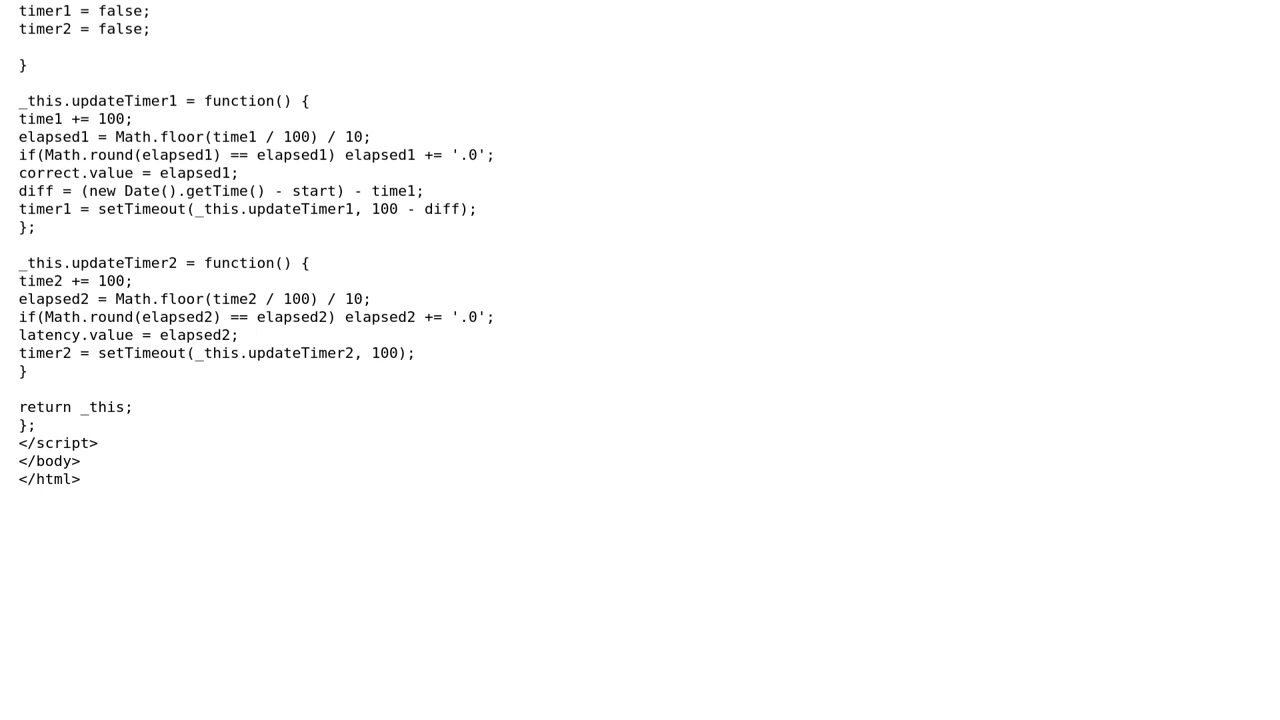 timer1 = false;
timer2 = false;

}

_this.updateTimer1 = function() {
time1 += 100;
elapsed1 = Math.floor(time1 / 100) / 10;
if(Math.round(elapsed1) == elapsed1) elapsed1 += '.0';
correct.value = elapsed1;
diff = (new Date().getTime() - start) - time1;
timer1 = setTimeout(_this.updateTimer1, 100 - diff);
};

_this.updateTimer2 = function() {
time2 += 100;
elapsed2 = Math.floor(time2 / 100) / 10;
if(Math.round(elapsed2) == elapsed2) elapsed2 += '.0';
latency.value = elapsed2;
timer2 = setTimeout(_this.updateTimer2, 100);
}

return _this;
};
</script>
</body>
</html>